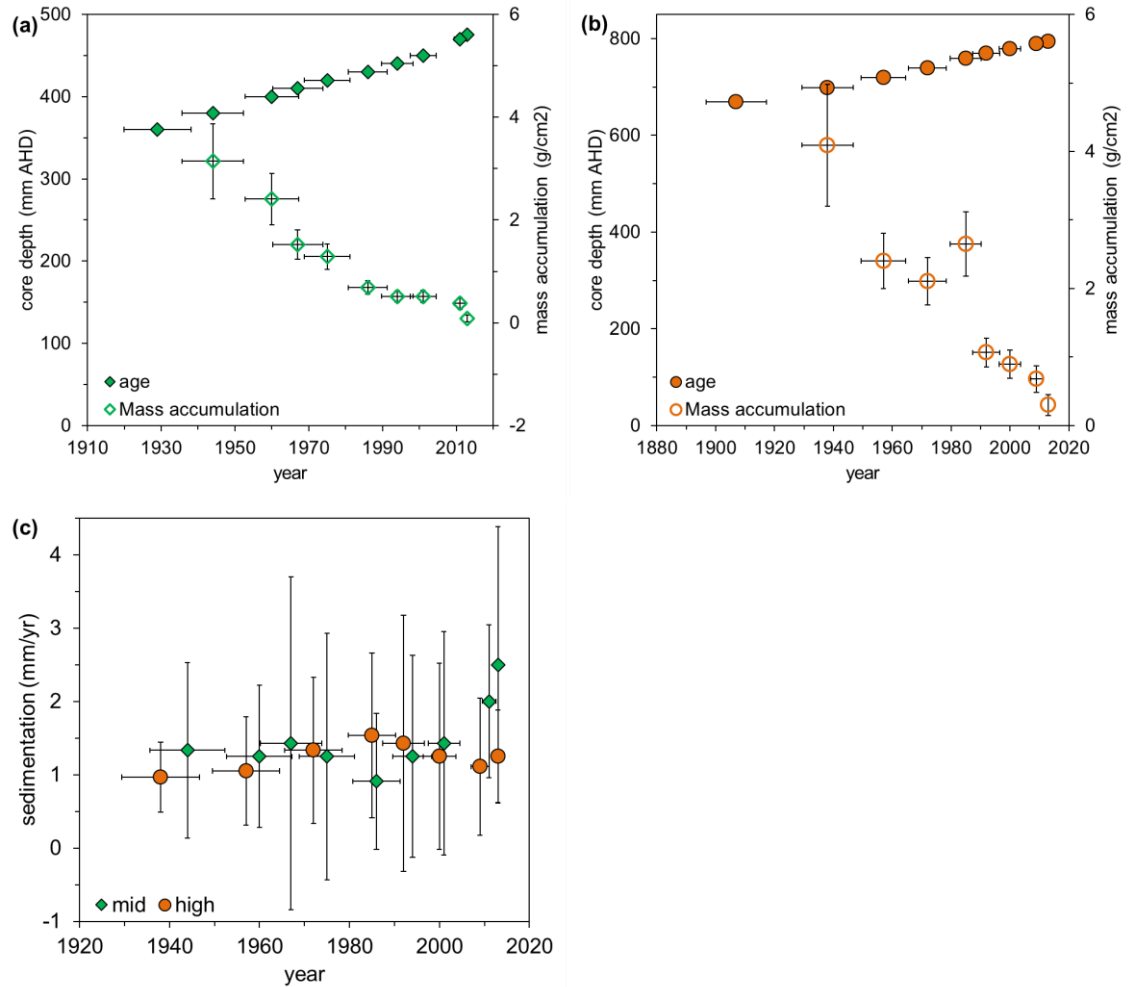 (a)
500
400
300
200
100
0
core depth (mm AHD)
6
4
2
0
-2
mass accumulation (g/cm2)
age
Mass accumulation
1910 1930 1950 1970 1990 2010
year
(b)
800
600
400
200
0
core depth (mm AHD)
6
4
2
0
mass accumulation (g/cm2)
age
Mass accumulation
1880 1900 1920 1940 1960 1980 2000 2020
year
(c)
4
3
2
1
0
-1
sedimentation (mm/yr)
mid high
1920 1940 1960 1980 2000 2020
year